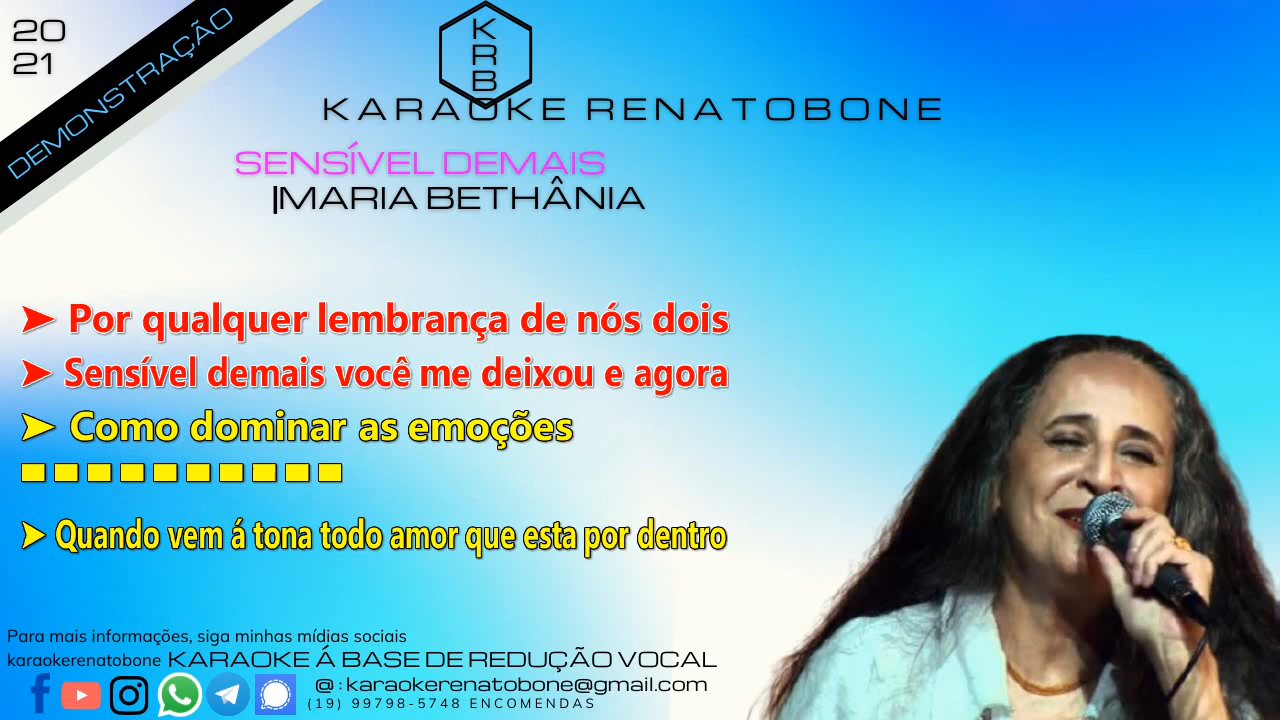 20
21
DEMONSTRAÇÃO
KRB
KARAOKE RENATOBONE
SENSÍVEL DEMAIS
|MARIA BETHÂNIA
➤ Por qualquer lembrança de nós dois
➤ Sensível demais você me deixou e agora
➤ Como dominar as emoções
➤ Quando vem á tona todo amor que esta por dentro
Para mais informações, siga minhas mídias sociais
karaokerenatobone KARAOKE Á BASE DE REDUÇÃO VOCAL
@:karaokerenatobone@gmail.com
(19) 99798-5748 ENCOMENDAS